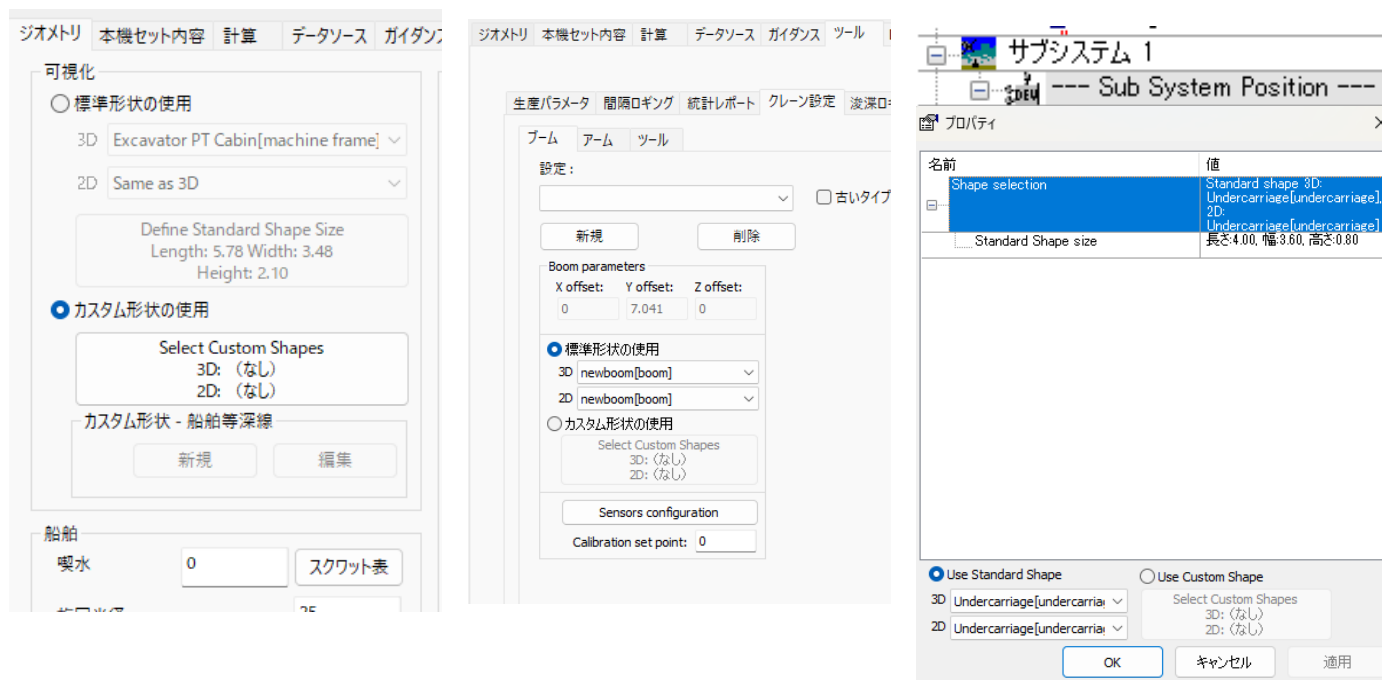 ジオメトリ 本機セット内容 計算 データソース ガイダンス
可視化
標準形状の使用
3D Excavator PT Cabin[machine frame]
2D Same as 3D
Define Standard Shape Size
Length: 5.78 Width: 3.48
Height: 2.10
カスタム形状の使用
Select Custom Shapes
3D: （なし）
2D: （なし）
カスタム形状 - 船舶等深線
新規 編集
船舶
喫水 0 スクワット表
ジオメトリ 本機セット内容 計算 データソース ガイダンス ツール
生産パラメータ 間隔ロギング 統計レポート クレーン設定 浚渫ロ
ブーム アーム ツール
設定：
古いタイプ
新規 削除
Boom parameters
X offset: Y offset: Z offset:
0 7.041 0
標準形状の使用
3D newboom[boom]
2D newboom[boom]
カスタム形状の使用
Select Custom Shapes
3D:（なし）
2D:（なし）
Sensors configuration
Calibration set point: 0
サブシステム 1
--- Sub System Position ---
プロパティ
名前 値
Shape selection Standard shape 3D:
Undercarriage[undercarriage],
2D:
Undercarriage[undercarriage]
Standard Shape size 長さ:4.00, 幅:3.60, 高さ:0.80
Use Standard Shape Use Custom Shape
3D Undercarriage[undercarria
2D Undercarriage[undercarria
Select Custom Shapes
3D:（なし）
2D:（なし）
OK キャンセル 適用